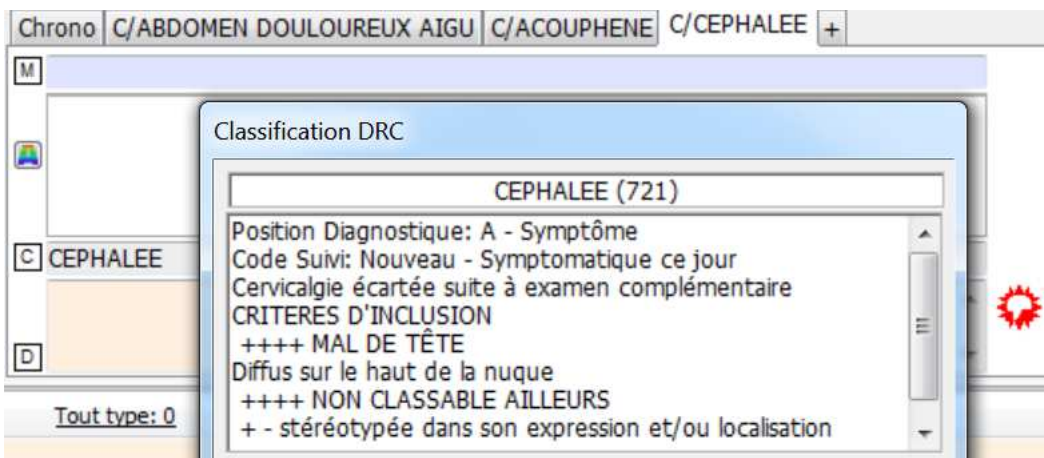 Chrono C/ABDOMEN DOULOUREUX AIGU C/ACOUPHENE C/CEPHALEE +
M
Classification DRC
CEPHALEE (721)
Position Diagnostique: A - Symptôme
Code Suivi: Nouveau - Symptomatique ce jour
C CEPHALEE
Cervicalgie écartée suite à examen complémentaire
CRITERES D'INCLUSION
++++ MAL DE TÊTE
D
Diffus sur le haut de la nuque
++++ NON CLASSABLE AILLEURS
Tout type: 0
+ - stéréotypée dans son expression et/ou localisation